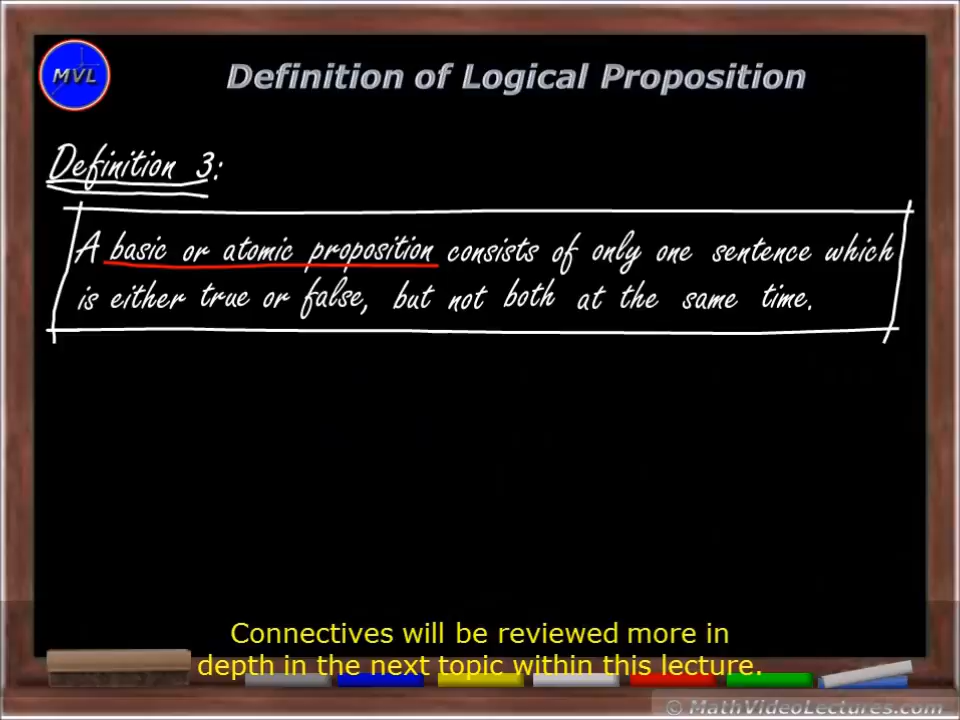 MVL
Definition of Logical Proposition
Definition 3:
A basic or atomic proposition consists of only one sentence which
is either true or false, but not both at the same time.
Connectives will be reviewed more in
depth in the next topic within this lecture.
© MathVideoLectures.com